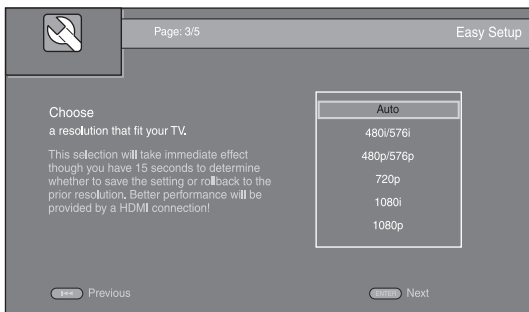 Page: 3/5
Easy Setup
Choose
a resolution that fit your TV.
This selection will take immediate effect
though you have 15 seconds to determine
whether to save the setting or rollback to the
prior resolution. Better performance will be
provided by a HDMI connection!
Auto
480i/576i
480p/576p
720p
1080i
1080p
Previous
ENTER Next